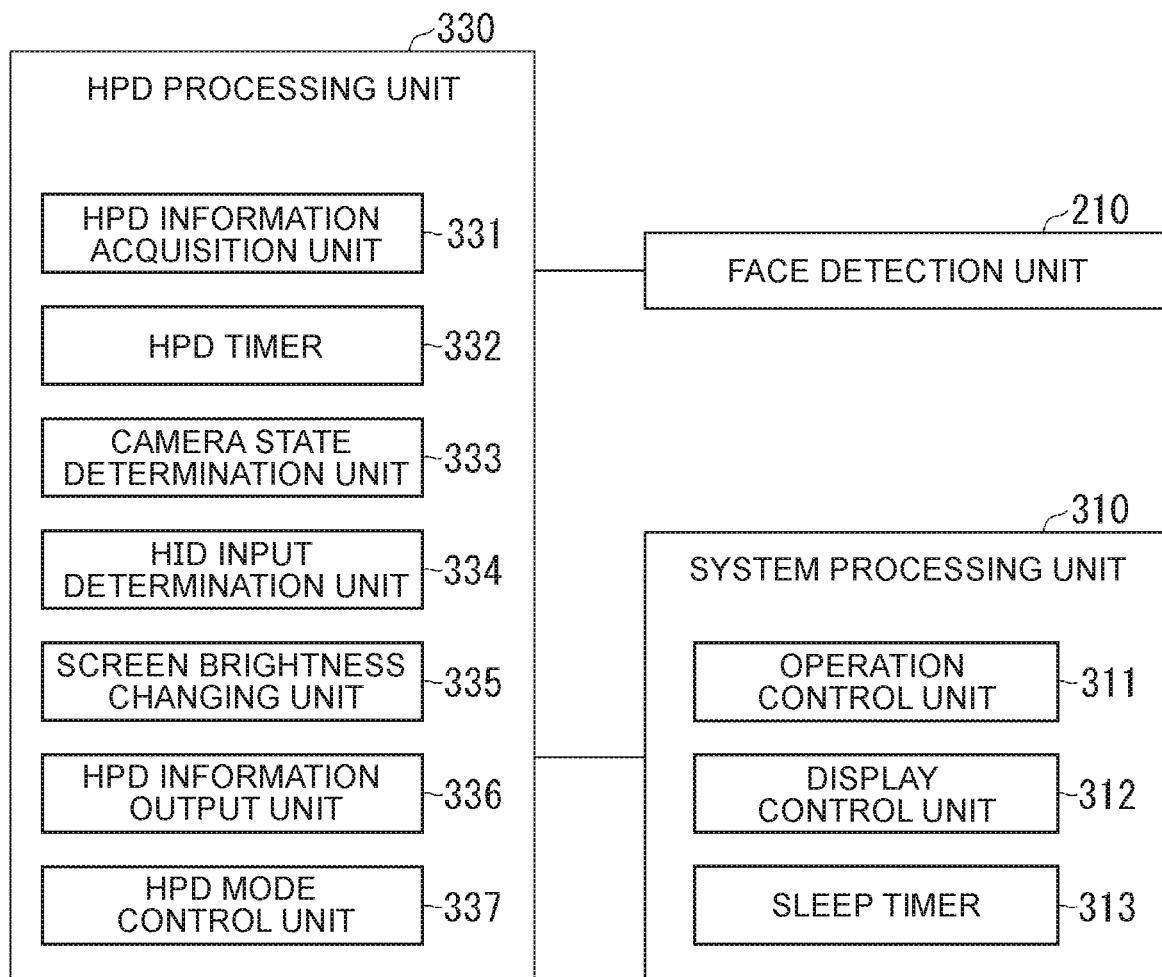 330
HPD PROCESSING UNIT
HPD INFORMATION
ACQUISITION UNIT
331
HPD TIMER
332
CAMERA STATE
DETERMINATION UNIT
333
HID INPUT
DETERMINATION UNIT
334
SCREEN BRIGHTNESS
CHANGING UNIT
335
HPD INFORMATION
OUTPUT UNIT
336
HPD MODE
CONTROL UNIT
337
210
FACE DETECTION UNIT
310
SYSTEM PROCESSING UNIT
OPERATION
CONTROL UNIT
311
DISPLAY
CONTROL UNIT
312
SLEEP TIMER
313